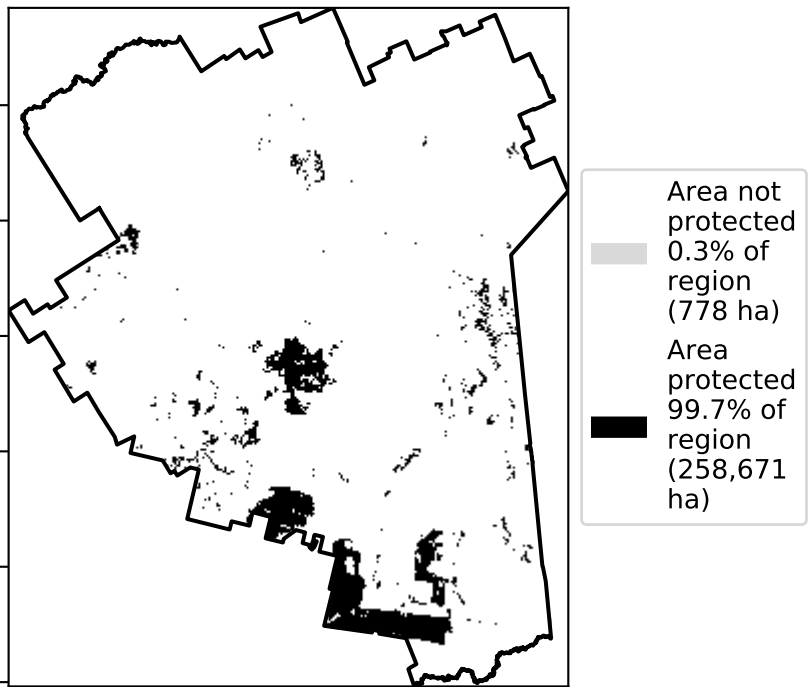 Area not
protected
0.3% of
region
(778 ha)
Area
protected
99.7% of
region
(258,671
ha)